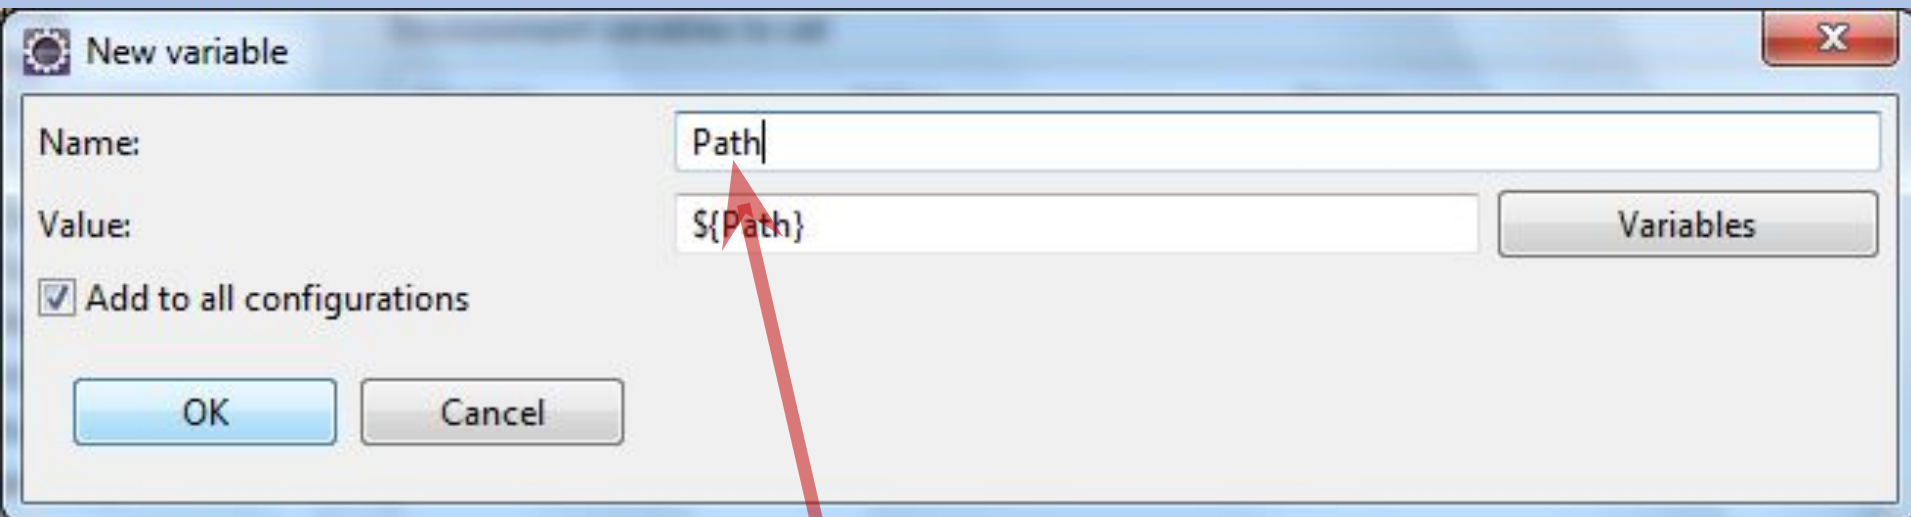 New variable
Name:
Path
Value:
${Path}
Variables
Add to all configurations
OK
Cancel